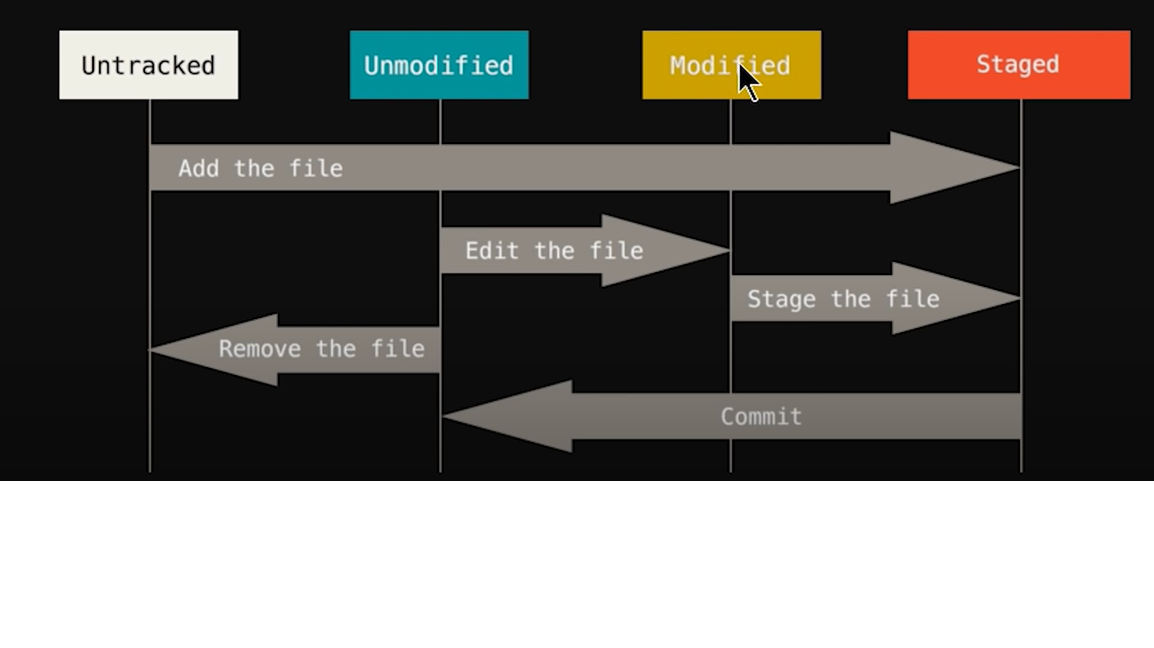 Untracked
Unmodified
Modified
Staged
Add the file
Edit the file
Stage the file
Remove the file
Commit